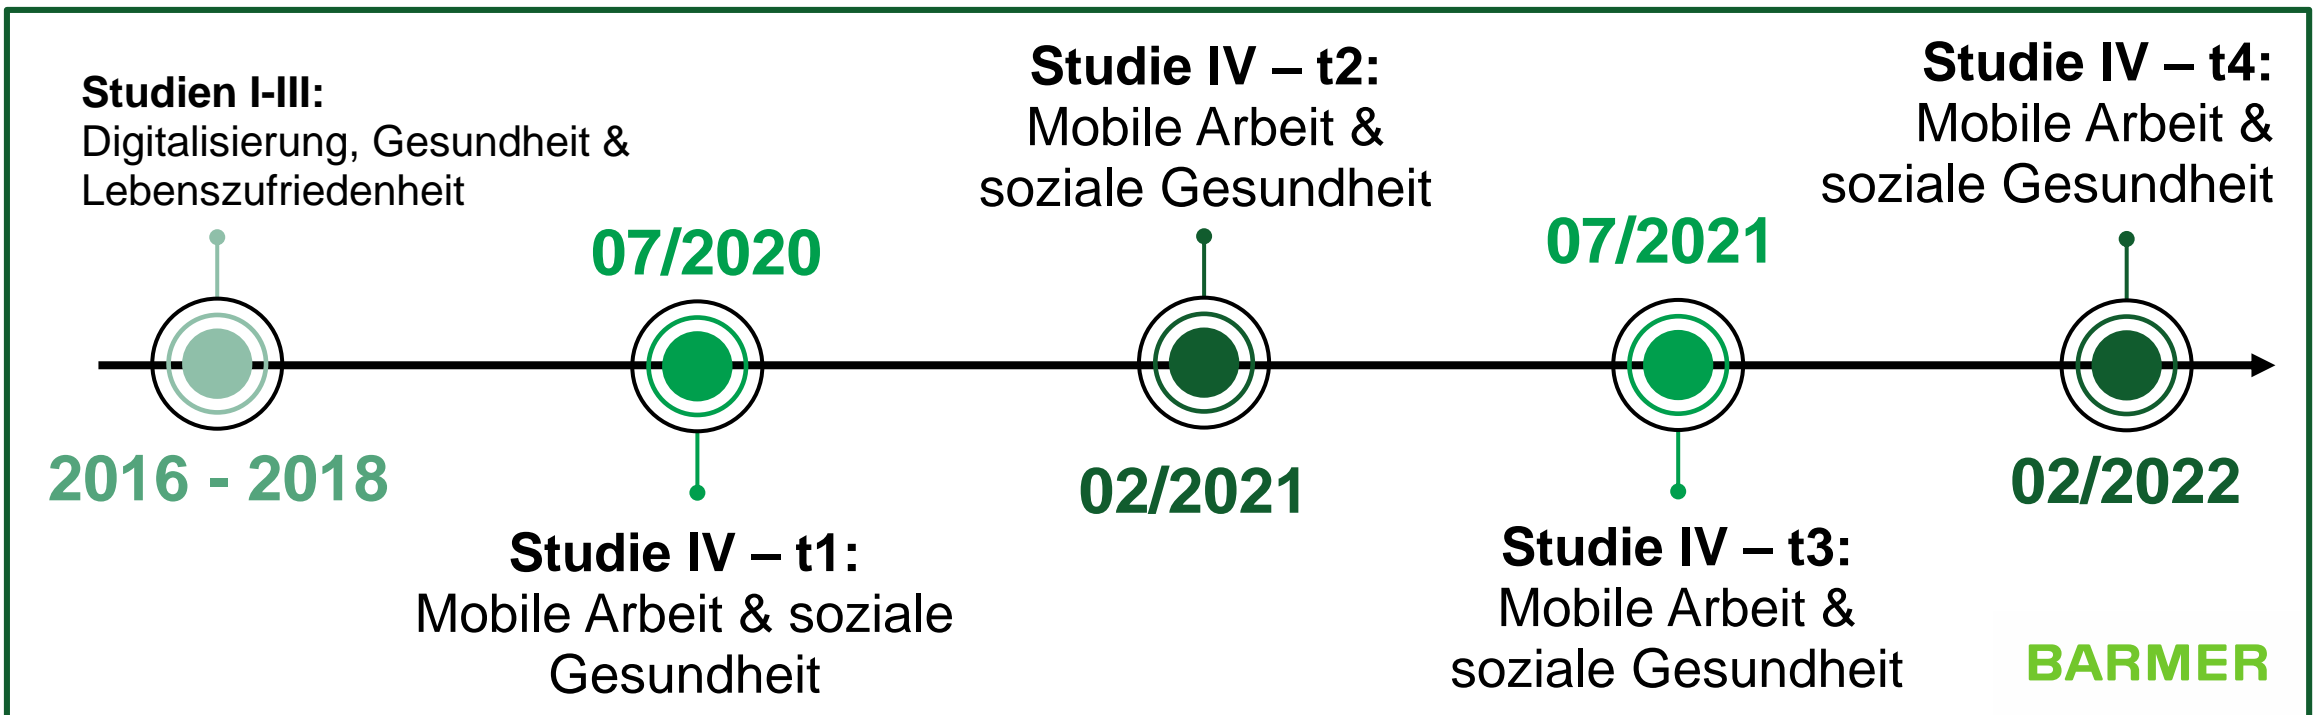 Studien I-III:
Digitalisierung, Gesundheit &
Lebenszufriedenheit
2016 - 2018
07/2020
Studie IV – t1:
Mobile Arbeit & soziale
Gesundheit
Studie IV – t2:
Mobile Arbeit &
soziale Gesundheit
02/2021
07/2021
Studie IV – t3:
Mobile Arbeit &
soziale Gesundheit
Studie IV – t4:
Mobile Arbeit &
soziale Gesundheit
02/2022
BARMER